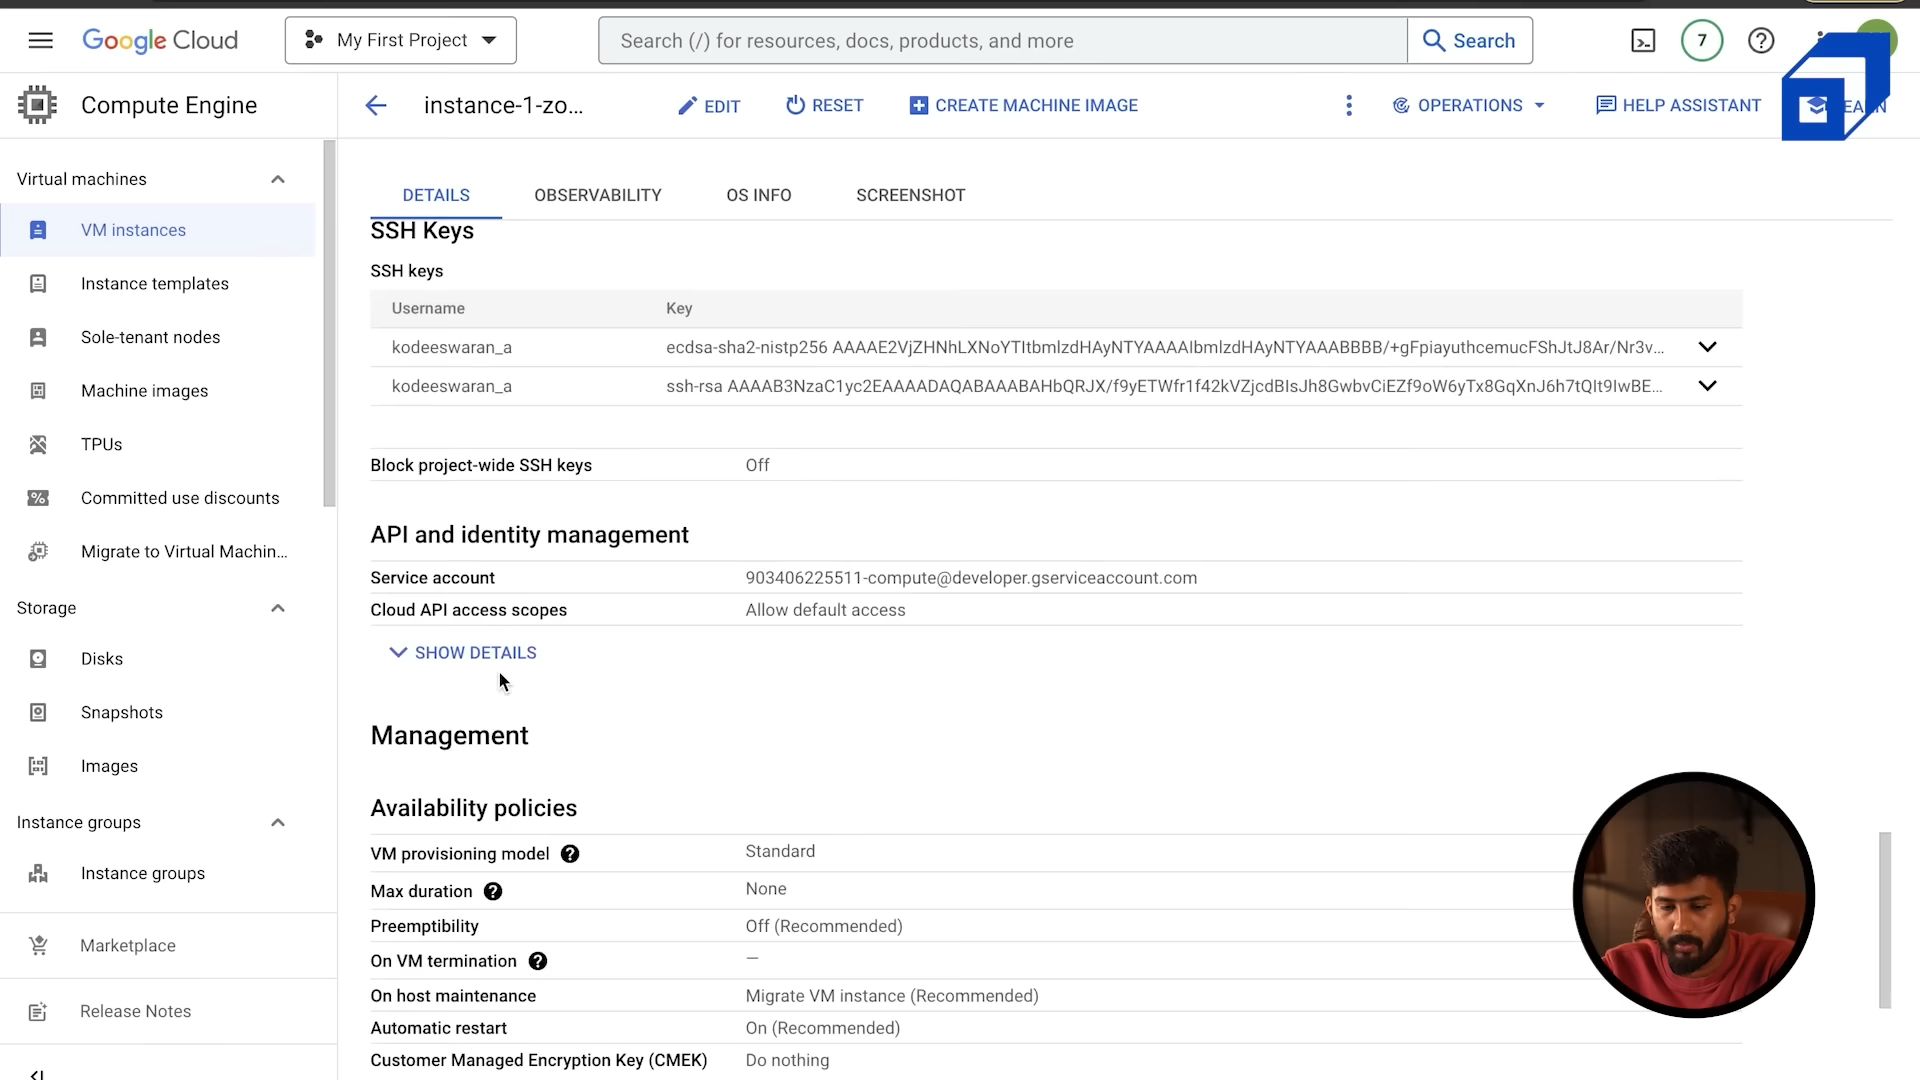 Google Cloud
My First Project
Search (/) for resources, docs, products, and more
Search
7
Compute Engine
instance-1-zo...
EDIT
RESET
CREATE MACHINE IMAGE
OPERATIONS
HELP ASSISTANT
Virtual machines
VM instances
Instance templates
Sole-tenant nodes
Machine images
TPUs
Committed use discounts
Migrate to Virtual Machin...
Storage
Disks
Snapshots
Images
Instance groups
Instance groups
Marketplace
Release Notes
DETAILS
OBSERVABILITY
OS INFO
SCREENSHOT
SSH Keys
SSH keys
Username Key
kodeeswaran_a ecdsa-sha2-nistp256 AAAAE2VjZHNhLXNoYTItbmlzdHAyNTYAAAAIbmlzdHAyNTYAAABBBB/+gFpiayuthcemucFShJtJ8Ar/Nr3v...
kodeeswaran_a ssh-rsa AAAAB3NzaC1yc2EAAAADAQABAAABAHbQRJX/f9yETWfr1f42kVZjcdBIsJh8GwbvCiEZf9oW6yTx8GqXnJ6h7tQIt9IwBE...
Block project-wide SSH keys Off
API and identity management
Service account 903406225511-compute@developer.gserviceaccount.com
Cloud API access scopes Allow default access
SHOW DETAILS
Management
Availability policies
VM provisioning model Standard
Max duration None
Preemptibility Off (Recommended)
On VM termination —
On host maintenance Migrate VM instance (Recommended)
Automatic restart On (Recommended)
Customer Managed Encryption Key (CMEK) Do nothing